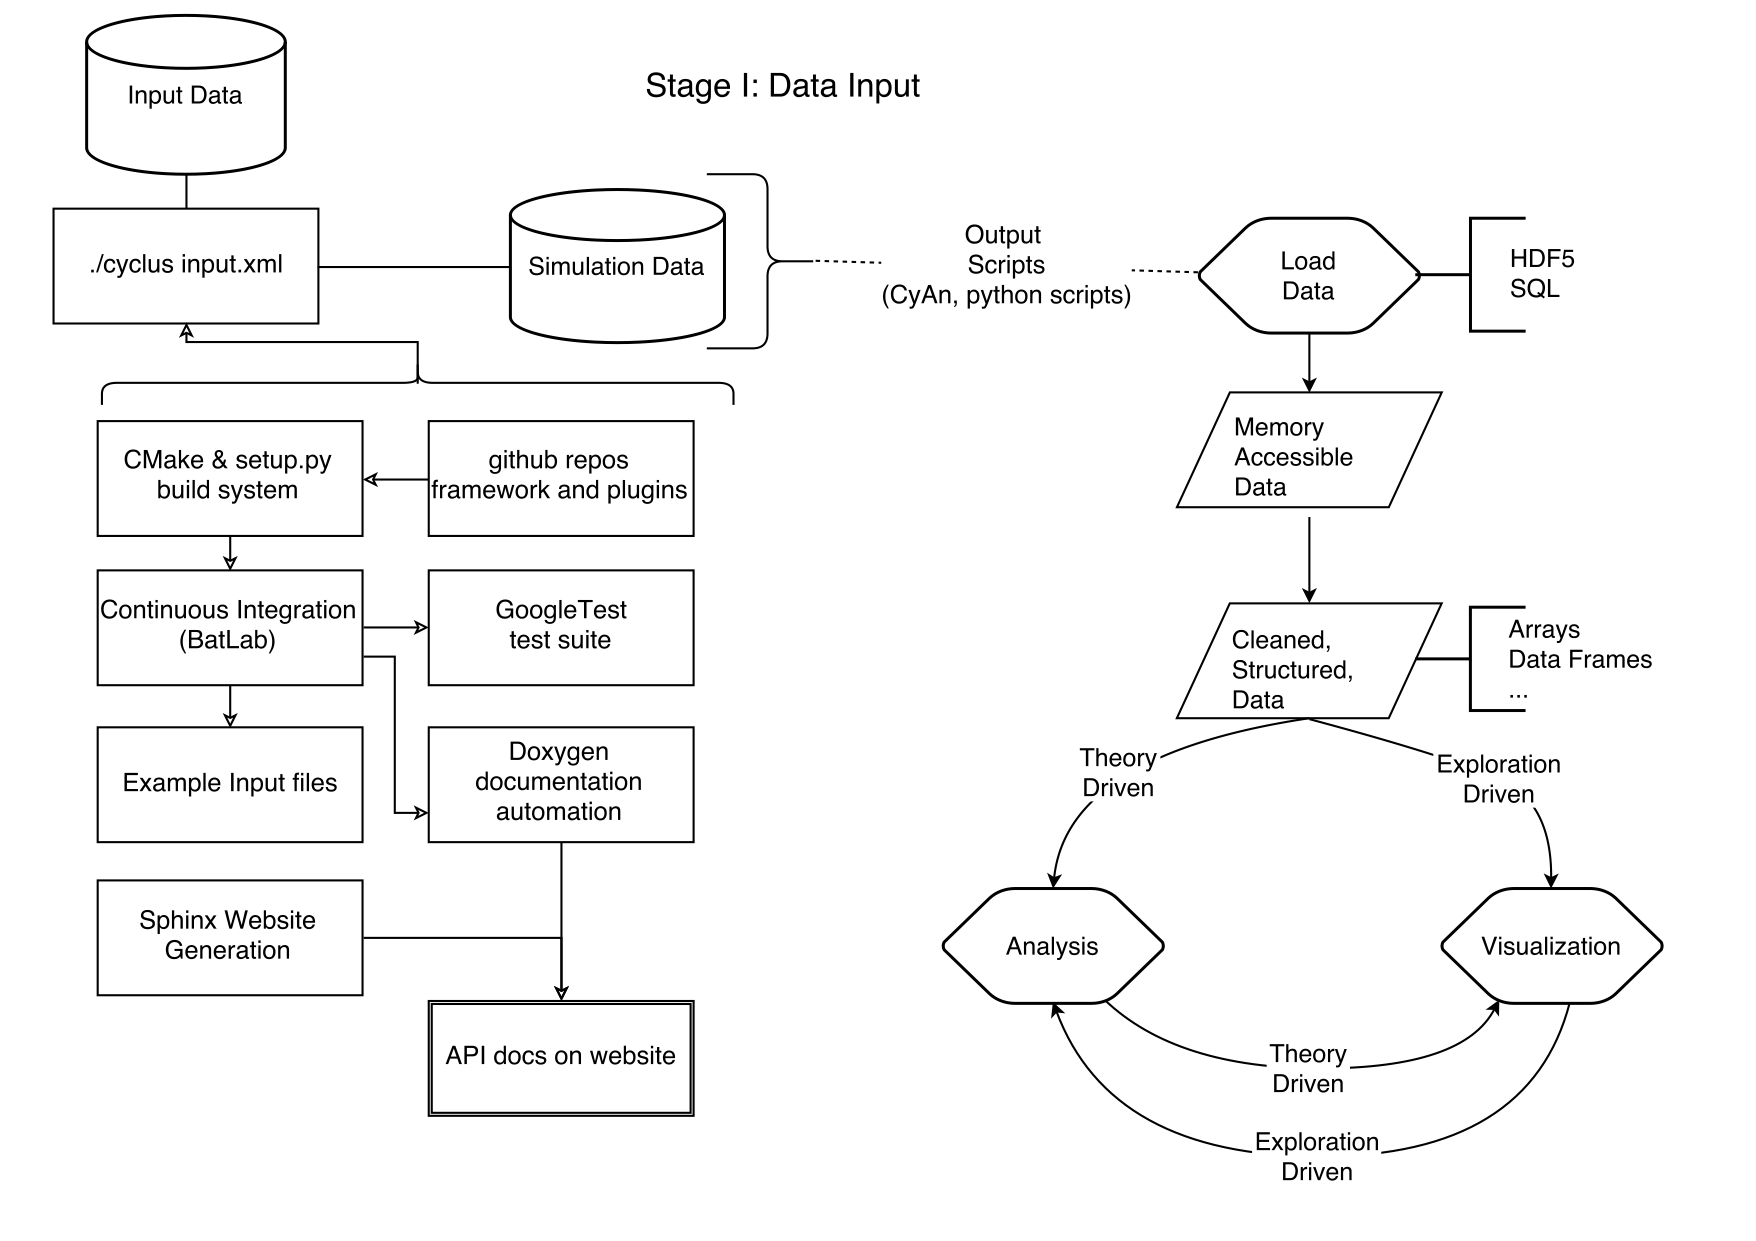 Input Data
Stage I: Data Input
./cyclus input.xml
Simulation Data
Output
Scripts
(CyAn, python scripts)
Load
Data
HDF5
SQL
CMake & setup.py
build system
github repos
framework and plugins
Memory
Accessible
Data
Continuous Integration
(BatLab)
GoogleTest
test suite
Cleaned,
Structured,
Data
Arrays
Data Frames
...
Example Input files
Doxygen
documentation
automation
Theory
Driven
Exploration
Driven
Sphinx Website
Generation
Analysis
Visualization
API docs on website
Theory
Driven
Exploration
Driven